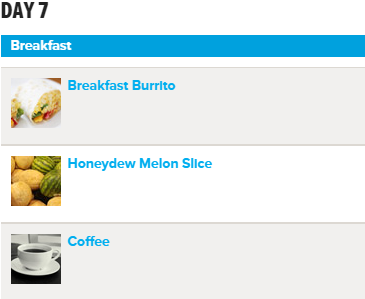 DAY 7
Breakfast
Breakfast Burrito
Honeydew Melon Slice
Coffee